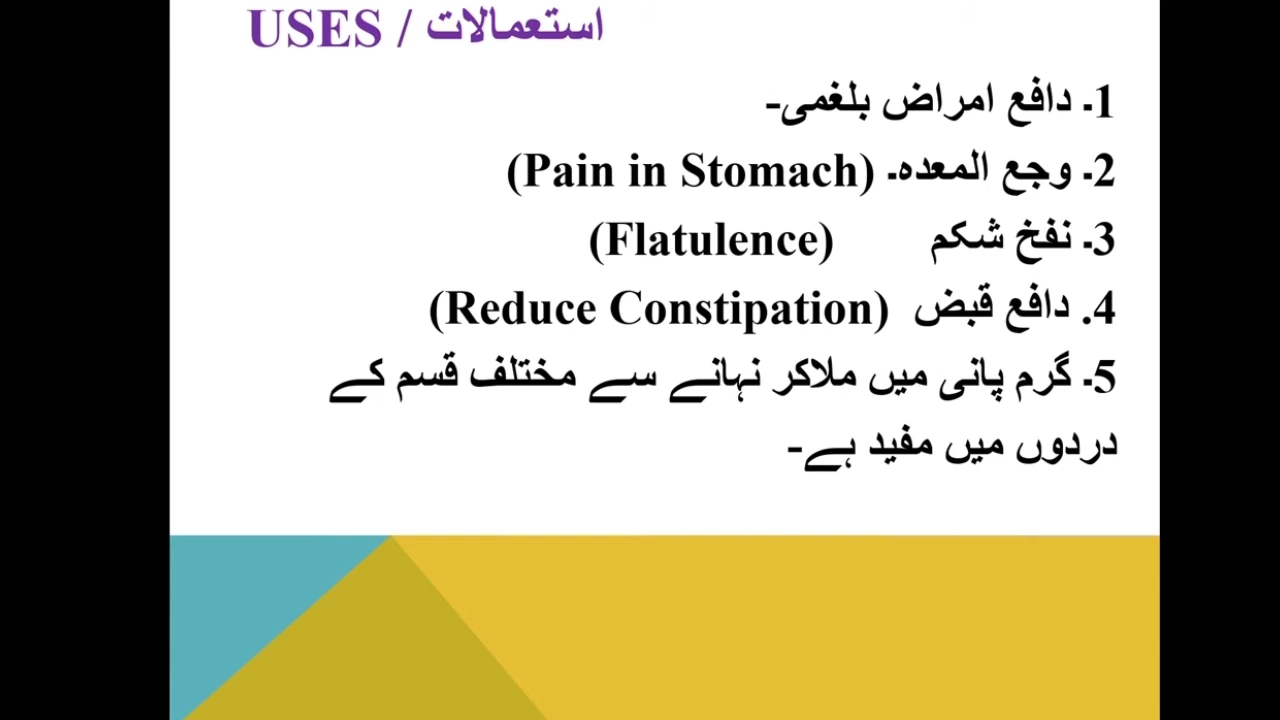 استعمالات / USES
1۔ دافع امراض بلغمی-
2۔ وجع المعدہ۔ (Pain in Stomach)
3۔ نفخ شکم (Flatulence)
4. دافع قبض (Reduce Constipation)
5۔ گرم پانی میں ملاکر نہانے سے مختلف قسم کے
دردوں میں مفید ہے-